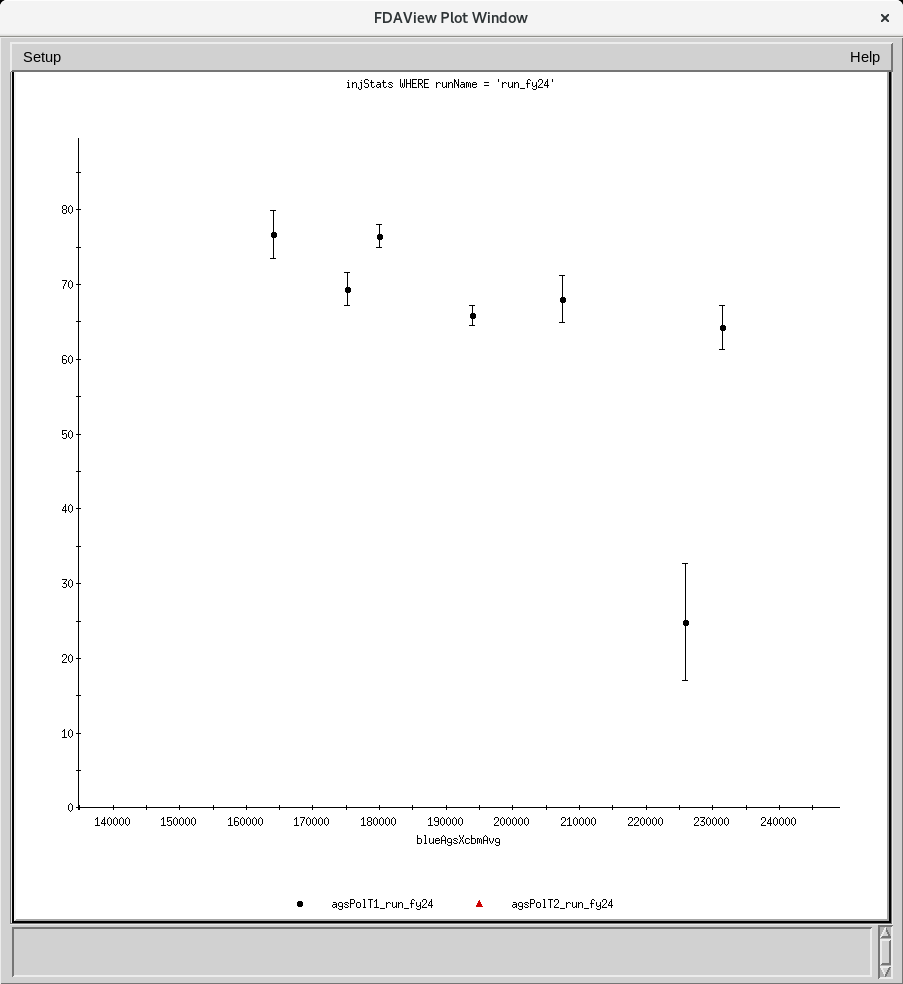 FDAView Plot Window ×
Setup Help
injStats WHERE runName = 'run_fy24'
80
70
60
50
40
30
20
10
0
140000 150000 160000 170000 180000 190000 200000 210000 220000 230000 240000
blueAgsXcbmAvg
agsPolT1_run_fy24 agsPolT2_run_fy24